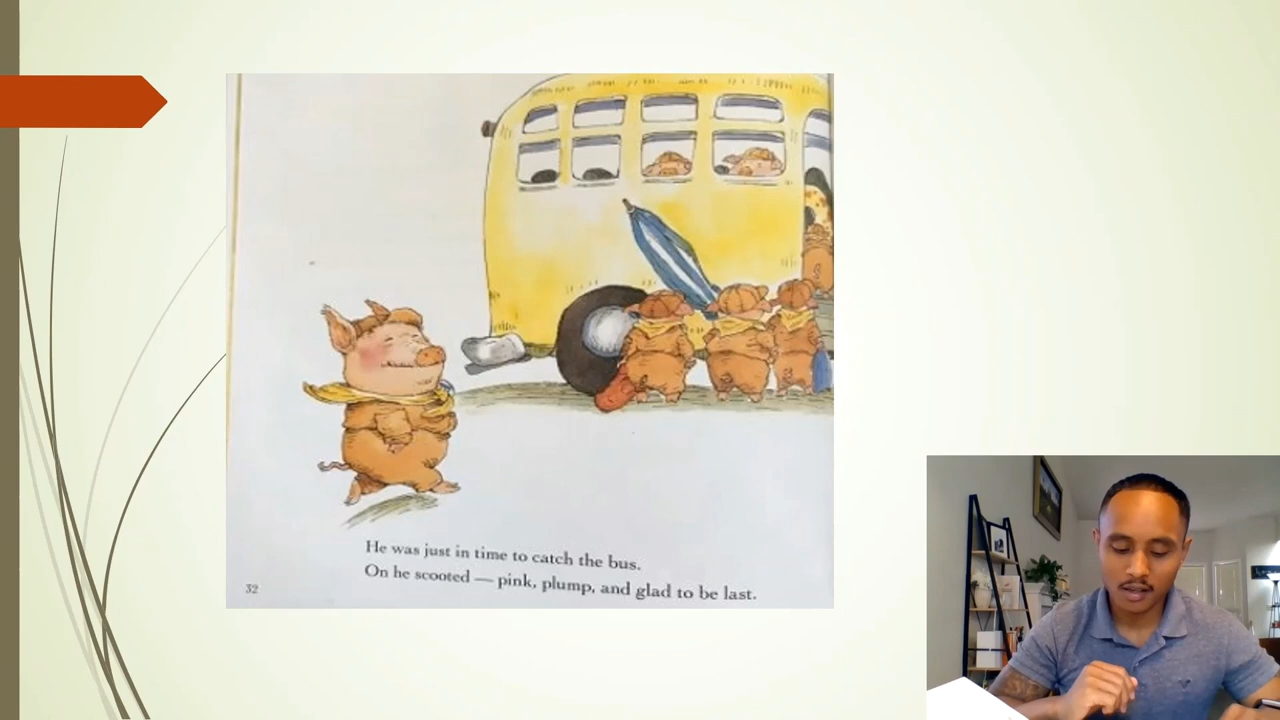 He was just in time to catch the bus.
On he scooted — pink, plump, and glad to be last.
32